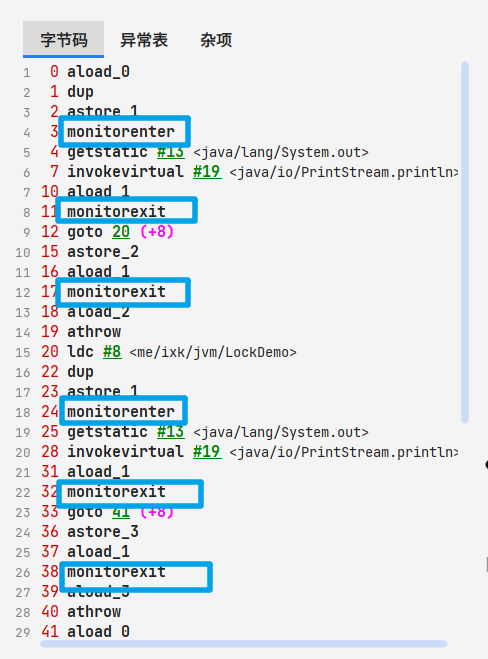 字节码 异常表 杂项
1 0 aload_0
2 1 dup
3 2 astore_1
4 3 monitorenter
5 4 getstatic #13 <java/lang/System.out>
6 7 invokevirtual #19 <java/io/PrintStream.println>
7 10 aload_1
8 11 monitorexit
9 12 goto 20 (+8)
10 15 astore_2
11 16 aload_1
12 17 monitorexit
13 18 aload_2
14 19 athrow
15 20 ldc #8 <me/ixk/jvm/LockDemo>
16 22 dup
17 23 astore_1
18 24 monitorenter
19 25 getstatic #13 <java/lang/System.out>
20 28 invokevirtual #19 <java/io/PrintStream.println>
21 31 aload_1
22 32 monitorexit
23 33 goto 41 (+8)
24 36 astore_3
25 37 aload_1
26 38 monitorexit
27 39 aload_3
28 40 athrow
29 41 aload_0